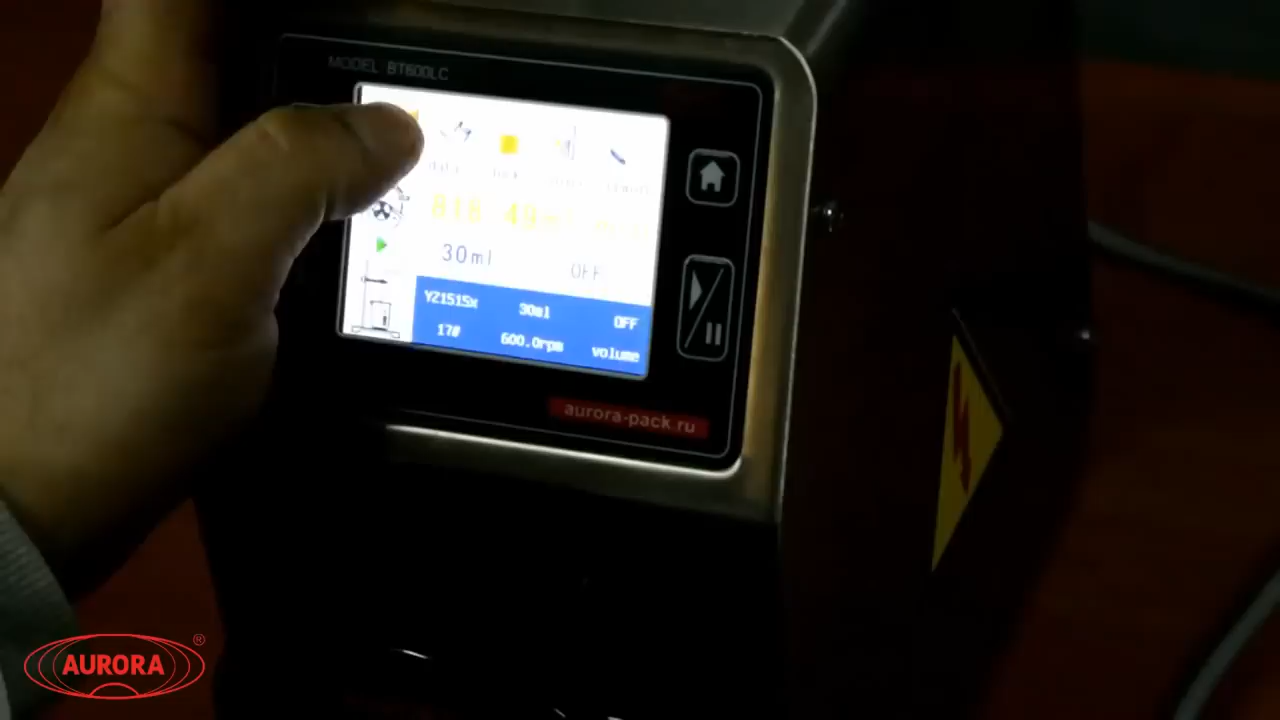 MODEL BT600LC
30ml OFF
YZ1515x 30ml OFF
17# 600.0rpm volume
aurora-pack.ru
AURORA®